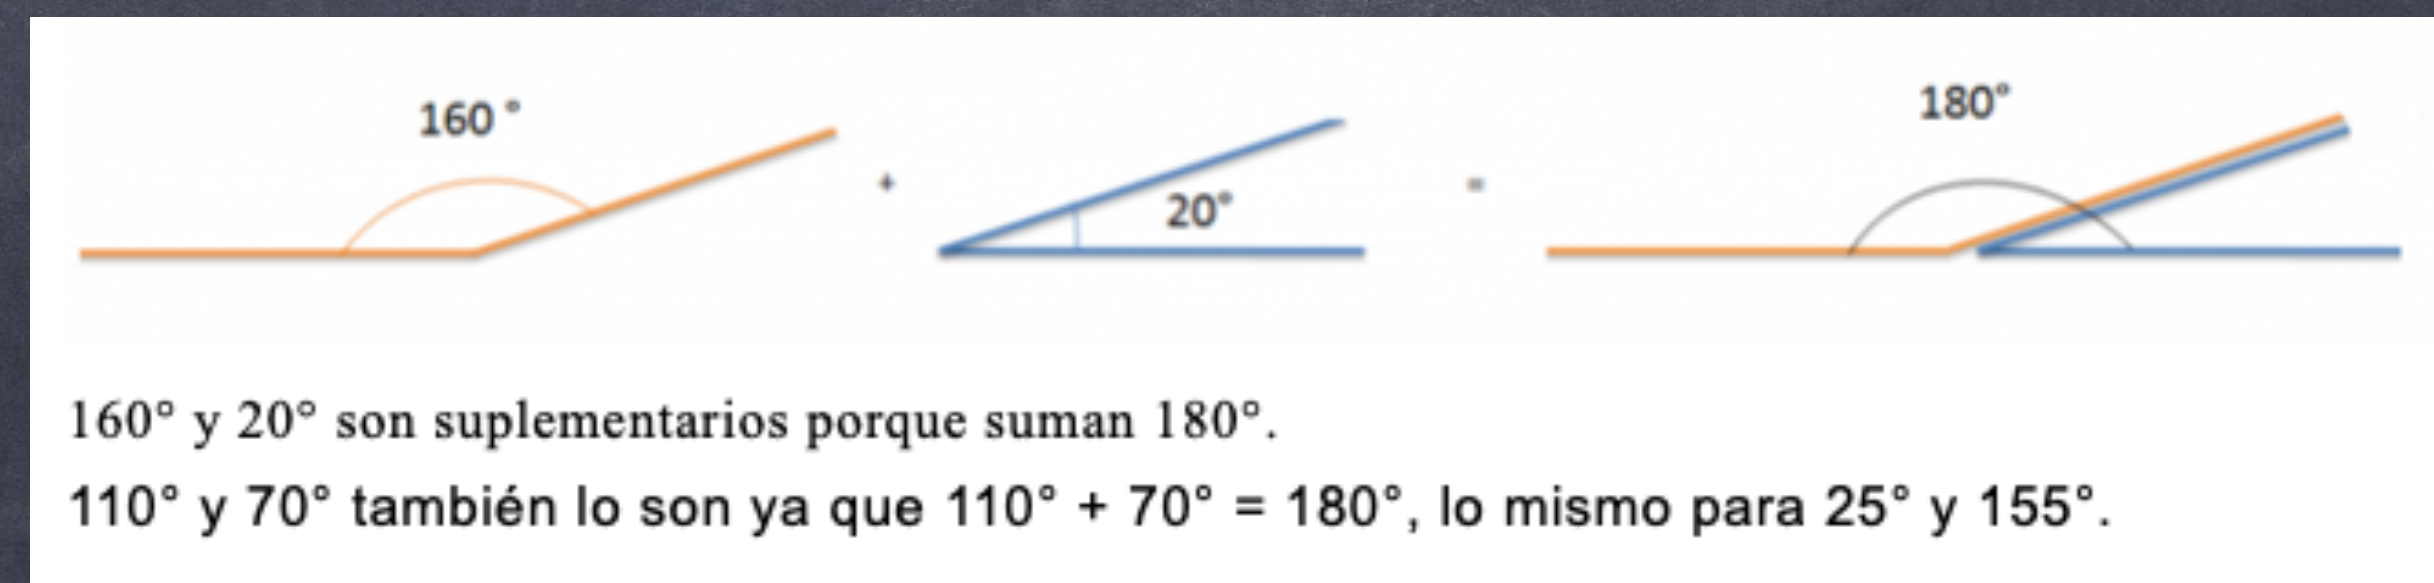 160° + 20° = 180°
160° y 20° son suplementarios porque suman 180°.
110° y 70° también lo son ya que 110° + 70° = 180°, lo mismo para 25° y 155°.